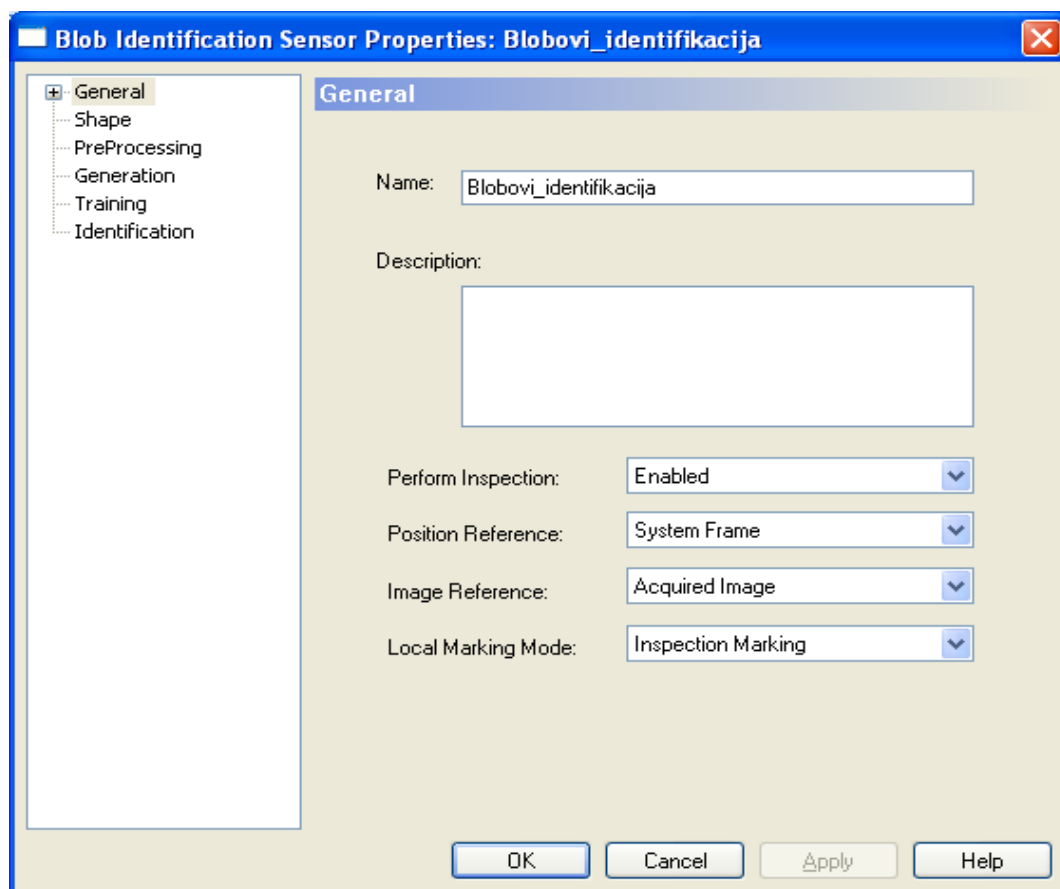 Blob Identification Sensor Properties: Blobovi_identifikacija
General
Shape
PreProcessing
Generation
Training
Identification
General
Name: Blobovi_identifikacija
Description:
Perform Inspection: Enabled
Position Reference: System Frame
Image Reference: Acquired Image
Local Marking Mode: Inspection Marking
OK Cancel Apply Help